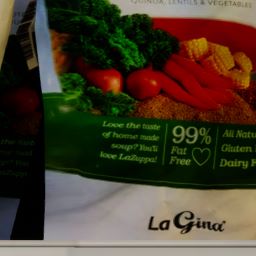 QUINOA, LENTILS & VEGETABLES
Love the taste
of home made
soup? You'll
love LaZuppa!
99%
Fat
Free
All Natu
Gluten
Dairy F
La Gina